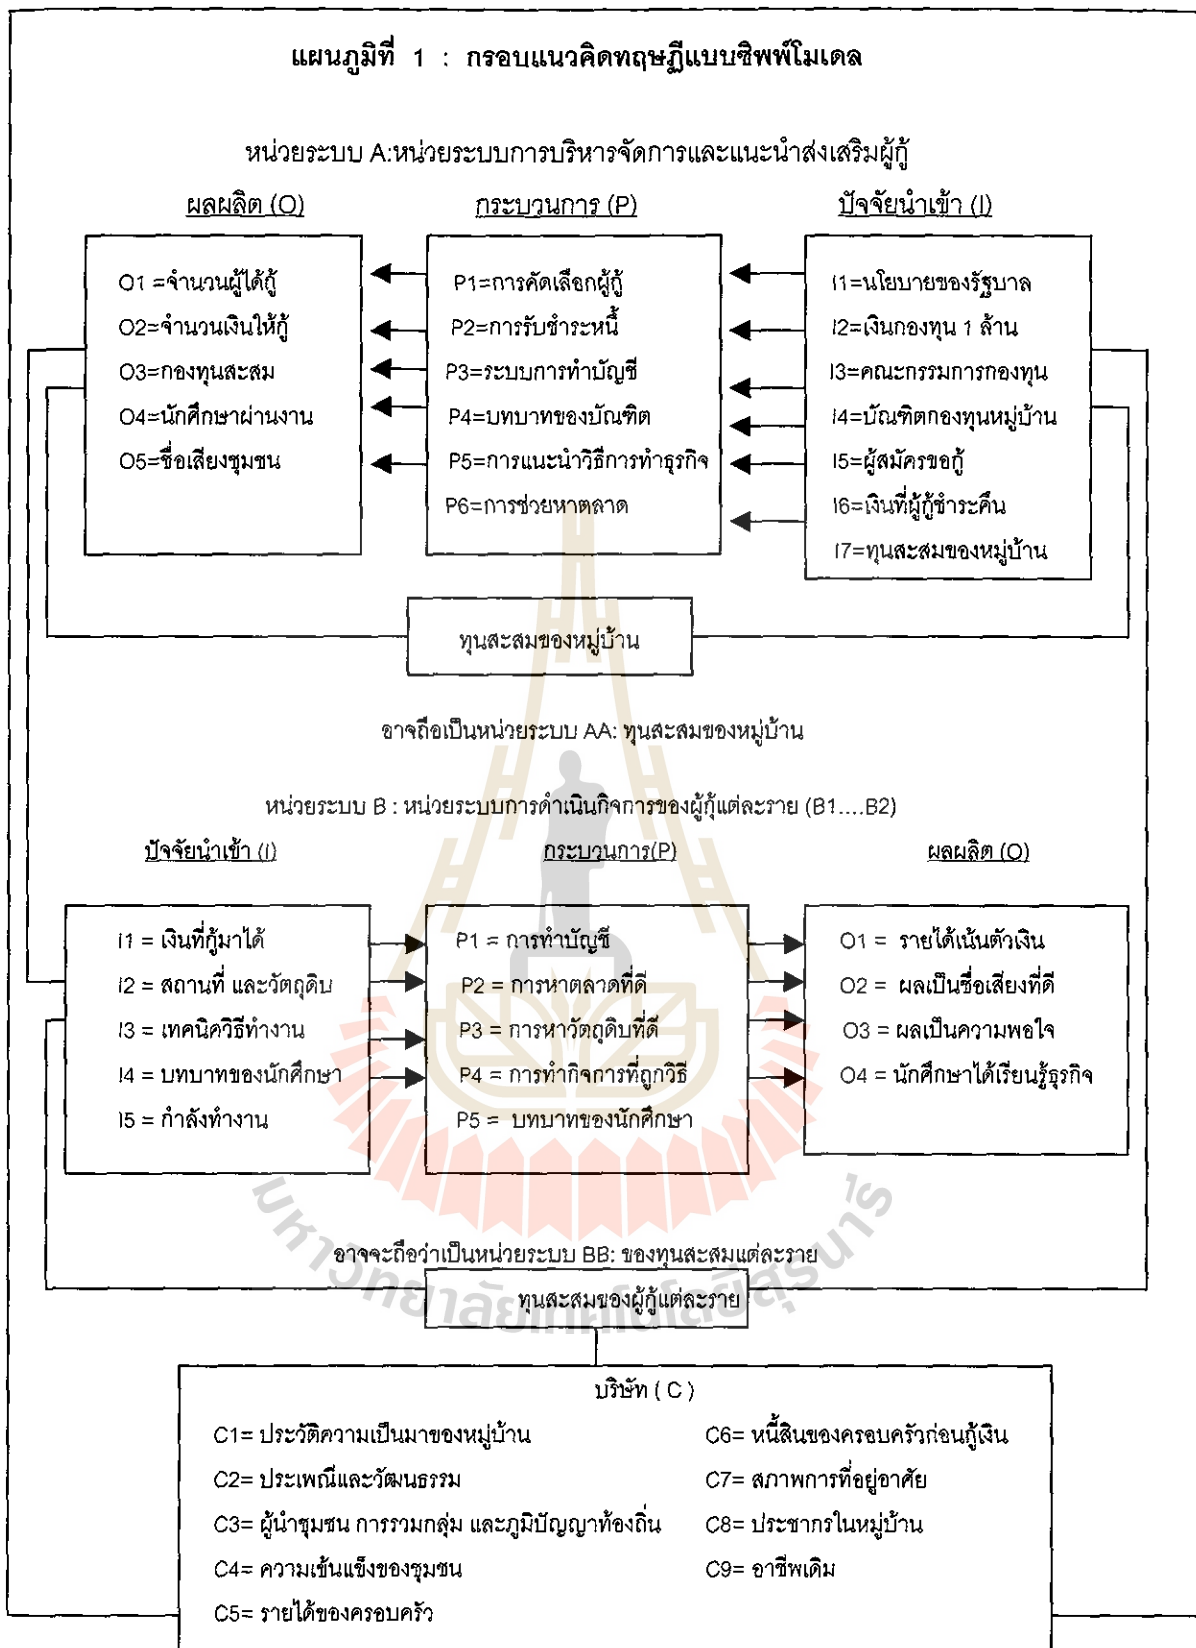 แผนภูมิที่ 1 : กรอบแนวคิดทฤษฎีแบบซิพพ์โมเดล
หน่วยระบบ A:หน่วยระบบการบริหารจัดการและแนะนำส่งเสริมผู้กู้
ผลผลิต (O)
กระบวนการ (P)
ปัจจัยนำเข้า (I)
O1 =จำนวนผู้ได้กู้
O2=จำนวนเงินให้กู้
O3=กองทุนสะสม
O4=นักศึกษาผ่านงาน
O5=ชื่อเสียงชุมชน
P1=การคัดเลือกผู้กู้
P2=การรับชำระหนี้
P3=ระบบการทำบัญชี
P4=บทบาทของบัณฑิต
P5=การแนะนำวิธีการทำธุรกิจ
P6=การช่วยหาตลาด
I1=นโยบายของรัฐบาล
I2=เงินกองทุน 1 ล้าน
I3=คณะกรรมการกองทุน
I4=บัณฑิตกองทุนหมู่บ้าน
I5=ผู้สมัครขอกู้
I6=เงินที่ผู้กู้ชำระคืน
I7=ทุนสะสมของหมู่บ้าน
ทุนสะสมของหมู่บ้าน
อาจถือเป็นหน่วยระบบ AA: ทุนสะสมของหมู่บ้าน
หน่วยระบบ B : หน่วยระบบการดำเนินกิจการของผู้กู้แต่ละราย (B1....B2)
ปัจจัยนำเข้า (I)
กระบวนการ(P)
ผลผลิต (O)
I1 = เงินที่กู้มาได้
I2 = สถานที่ และวัตถุดิบ
I3 = เทคนิควิธีทำงาน
I4 = บทบาทของนักศึกษา
I5 = กำลังทำงาน
P1 = การทำบัญชี
P2 = การหาตลาดที่ดี
P3 = การหาวัตถุดิบที่ดี
P4 = การทำกิจการที่ถูกวิธี
P5 = บทบาทของนักศึกษา
O1 = รายได้เน้นตัวเงิน
O2 = ผลเป็นชื่อเสียงที่ดี
O3 = ผลเป็นความพอใจ
O4 = นักศึกษาได้เรียนรู้ธุรกิจ
มหาวิทยาลัยเทคโนโลยีสุรนารี
อาจจะถือว่าเป็นหน่วยระบบ BB: ของทุนสะสมแต่ละราย
ทุนสะสมของผู้กู้แต่ละราย
บริษัท ( C )
C1= ประวัติความเป็นมาของหมู่บ้าน
C2= ประเพณีและวัฒนธรรม
C3= ผู้นำชุมชน การรวมกลุ่ม และภูมิปัญญาท้องถิ่น
C4= ความเข้มแข็งของชุมชน
C5= รายได้ของครอบครัว
C6= หนี้สินของครอบครัวก่อนกู้เงิน
C7= สภาพการที่อยู่อาศัย
C8= ประชากรในหมู่บ้าน
C9= อาชีพเดิม